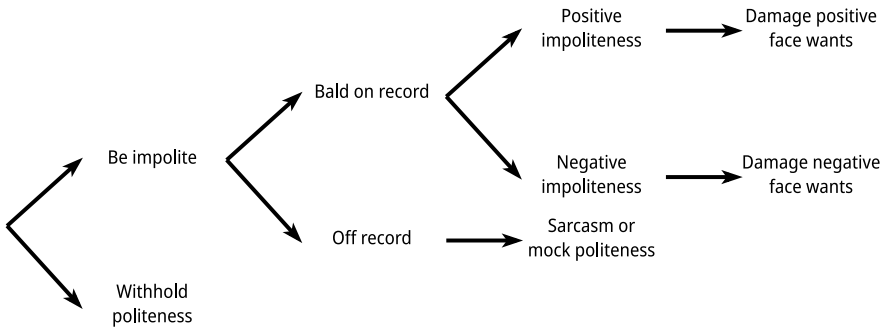 Positive
impoliteness
Damage positive
face wants
Bald on record
Be impolite
Negative
impoliteness
Damage negative
face wants
Off record
Sarcasm or
mock politeness
Withhold
politeness